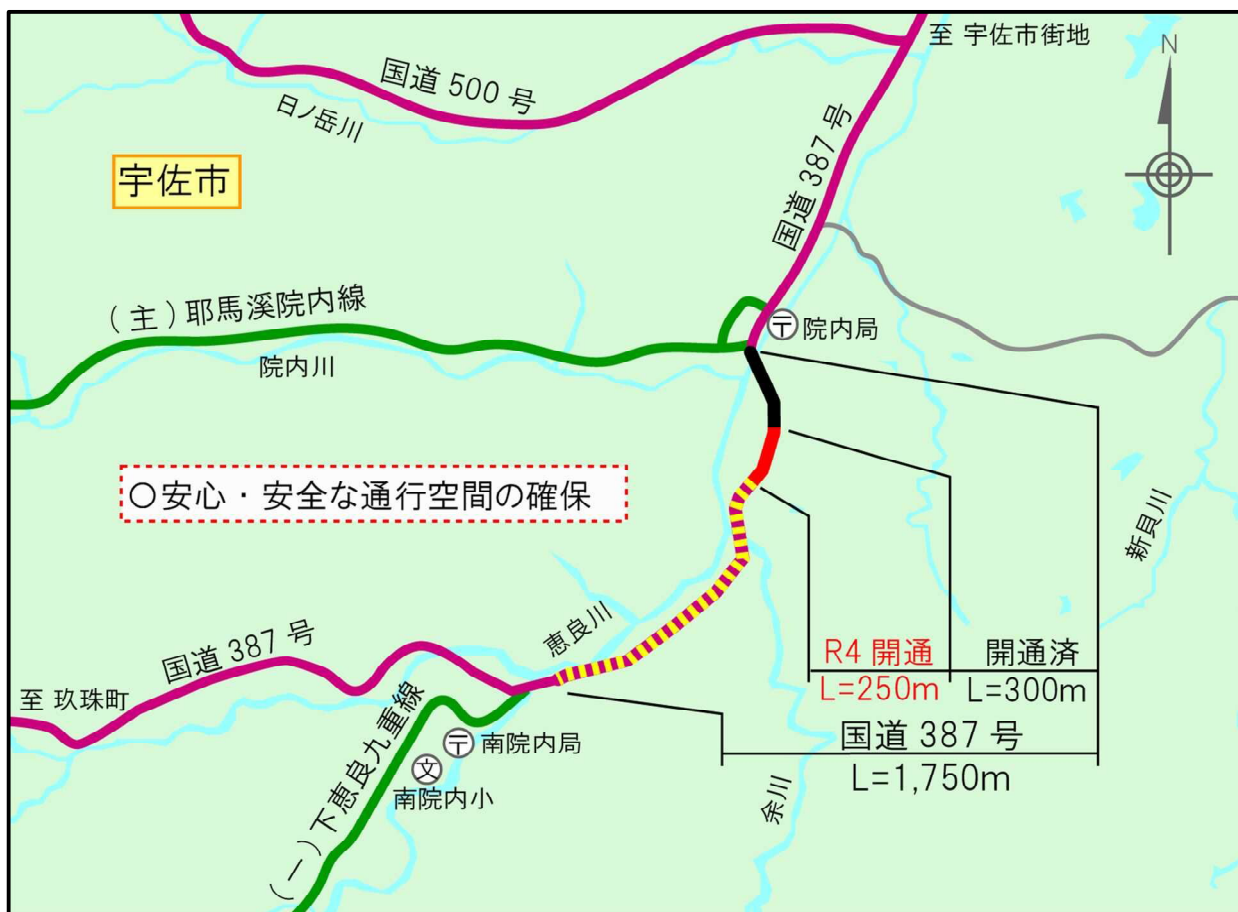 至 宇佐市街地
N
国道 500 号
日ノ岳川
国道 387 号
宇佐市
(主)耶馬溪院内線
院内局
院内川
〇安心・安全な通行空間の確保
新貝川
恵良川
国道 387 号
R4 開通
開通済
L=250m
L=300m
至 玖珠町
国道 387 号
L=1,750m
(一)下恵良九重線
南院内局
文
南院内小
余川